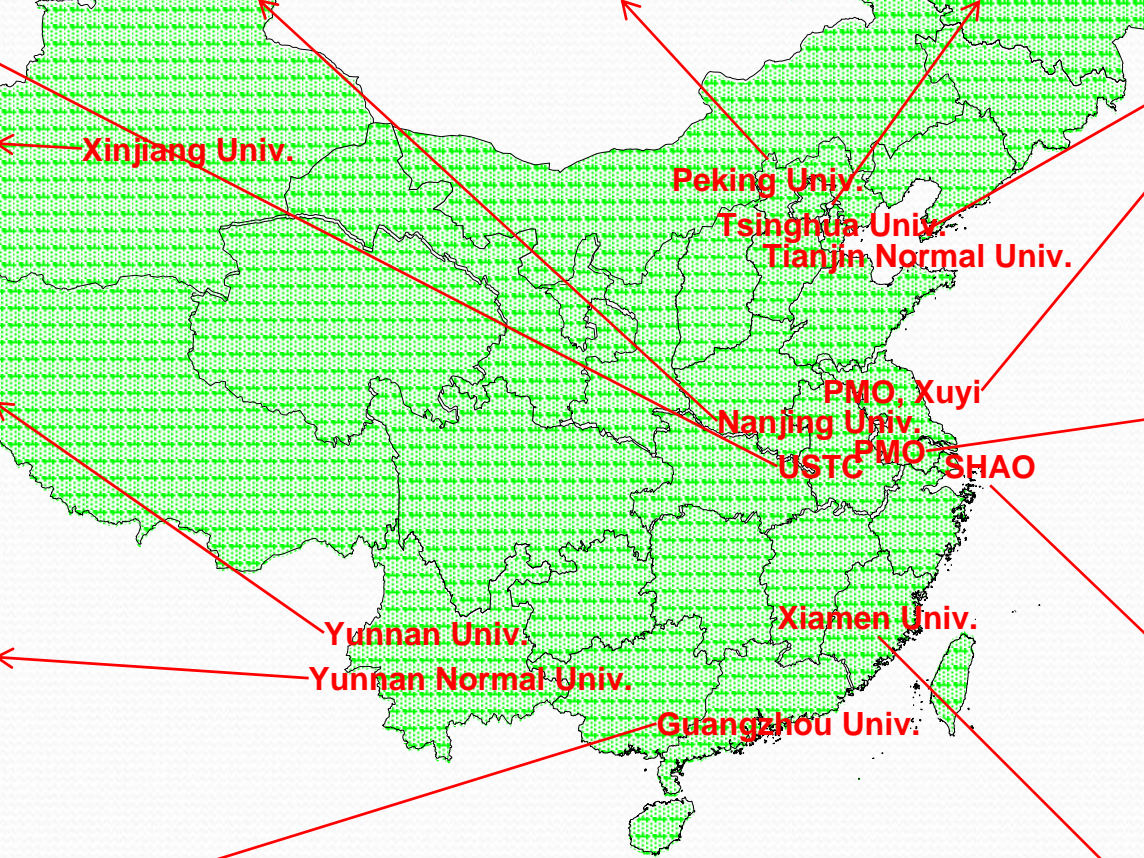 Xinjiang Univ.
Peking Univ.
Tsinghua Univ.
Tianjin Normal Univ.
PMO, Xuyi
Nanjing Univ.
PMO
USTC
SHAO
Xiamen Univ.
Yunnan Univ.
Yunnan Normal Univ.
Guangzhou Univ.